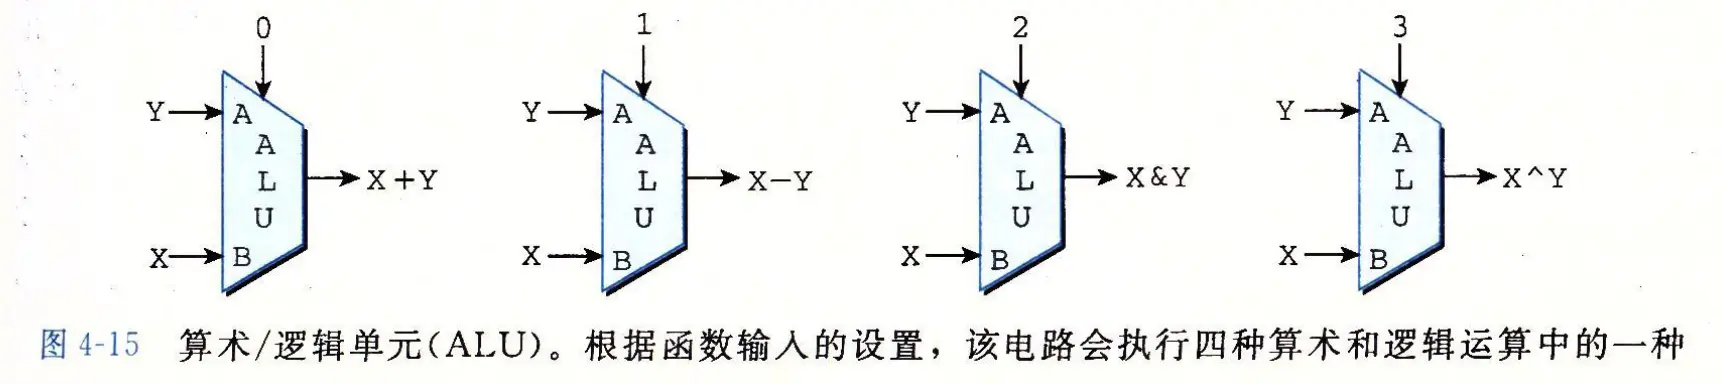 0 1 2 3
Y A Y A Y A Y A
A A A A
L X+Y L X-Y L X&Y L X^Y
U U U U
X B X B X B X B
图 4-15 算术/逻辑单元(ALU)。根据函数输入的设置，该电路会执行四种算术和逻辑运算中的一种